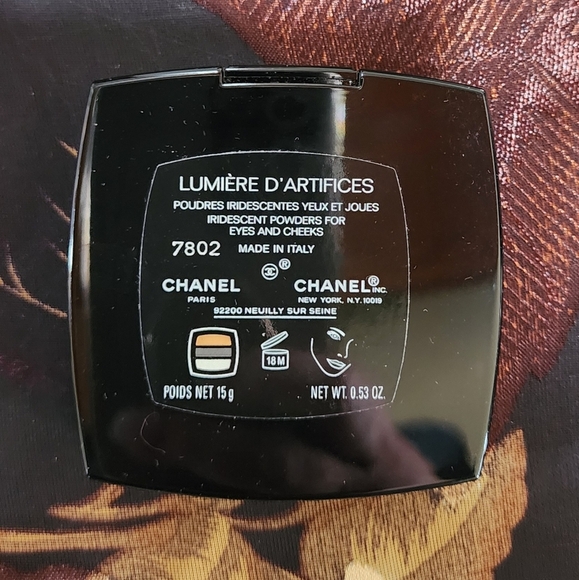 LUMIÈRE D'ARTIFICES
POUDRES IRIDESCENTES YEUX ET JOUES
IRIDESCENT POWDERS FOR
EYES AND CHEEKS
7802 MADE IN ITALY
®
CHANEL CHANEL®INC.
PARIS NEW YORK, N.Y. 10019
92200 NEUILLY SUR SEINE
18M
POIDS NET 15 g NET WT. 0.53 OZ.